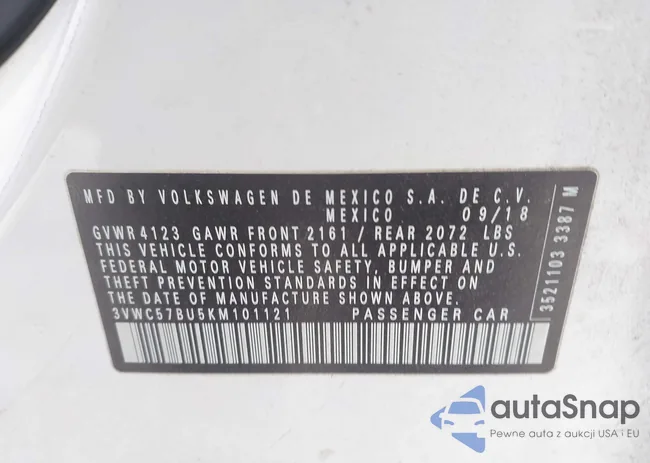 MFD BY VOLKSWAGEN DE MEXICO S.A. DE C.V.
MEXICO 09/18
GVWR 4123 GAWR FRONT 2161 / REAR 2072 LBS
THIS VEHICLE CONFORMS TO ALL APPLICABLE U.S.
FEDERAL MOTOR VEHICLE SAFETY, BUMPER AND
THEFT PREVENTION STANDARDS IN EFFECT ON
THE DATE OF MANUFACTURE SHOWN ABOVE.
3VWC57BU5KM101121 PASSENGER CAR
3521103 3387 M
autoSnap
Pewne auta z aukcji USA i EU